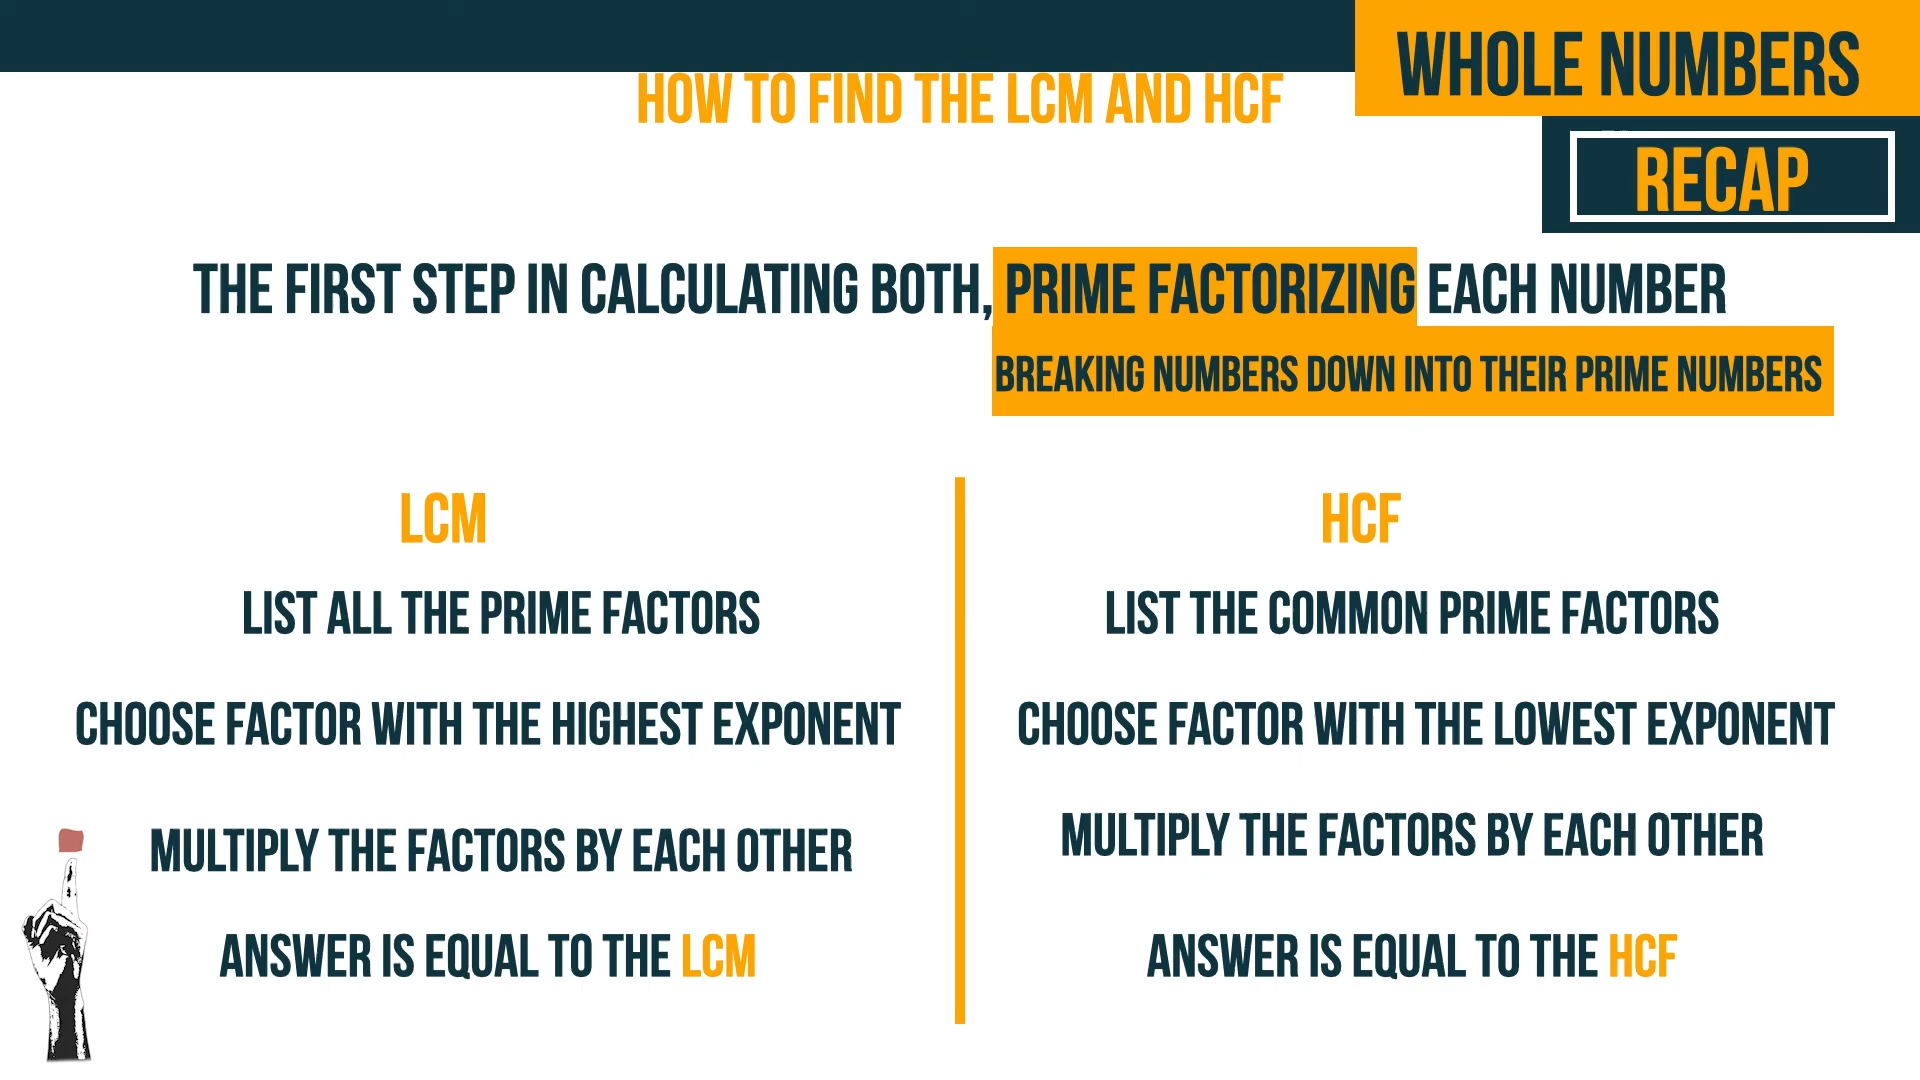 WHOLE NUMBERS
HOW TO FIND THE LCM AND HCF
RECAP
THE FIRST STEP IN CALCULATING BOTH, PRIME FACTORIZING EACH NUMBER
BREAKING NUMBERS DOWN INTO THEIR PRIME NUMBERS
LCM
LIST ALL THE PRIME FACTORS
CHOOSE FACTOR WITH THE HIGHEST EXPONENT
MULTIPLY THE FACTORS BY EACH OTHER
ANSWER IS EQUAL TO THE LCM
HCF
LIST THE COMMON PRIME FACTORS
CHOOSE FACTOR WITH THE LOWEST EXPONENT
MULTIPLY THE FACTORS BY EACH OTHER
ANSWER IS EQUAL TO THE HCF